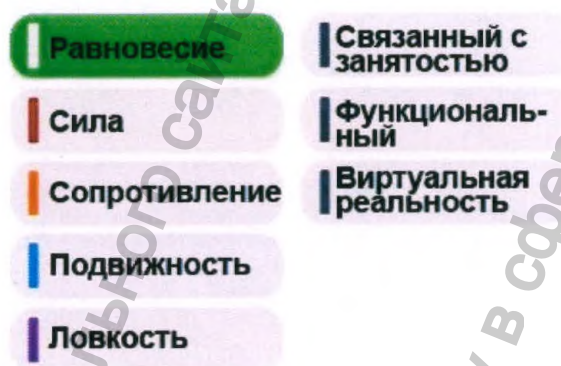 Равновесие
Сила
Сопротивление
Подвижность
Ловкость
Связанный с
занятостью
Функциональ-
ный
Виртуальная
реальность